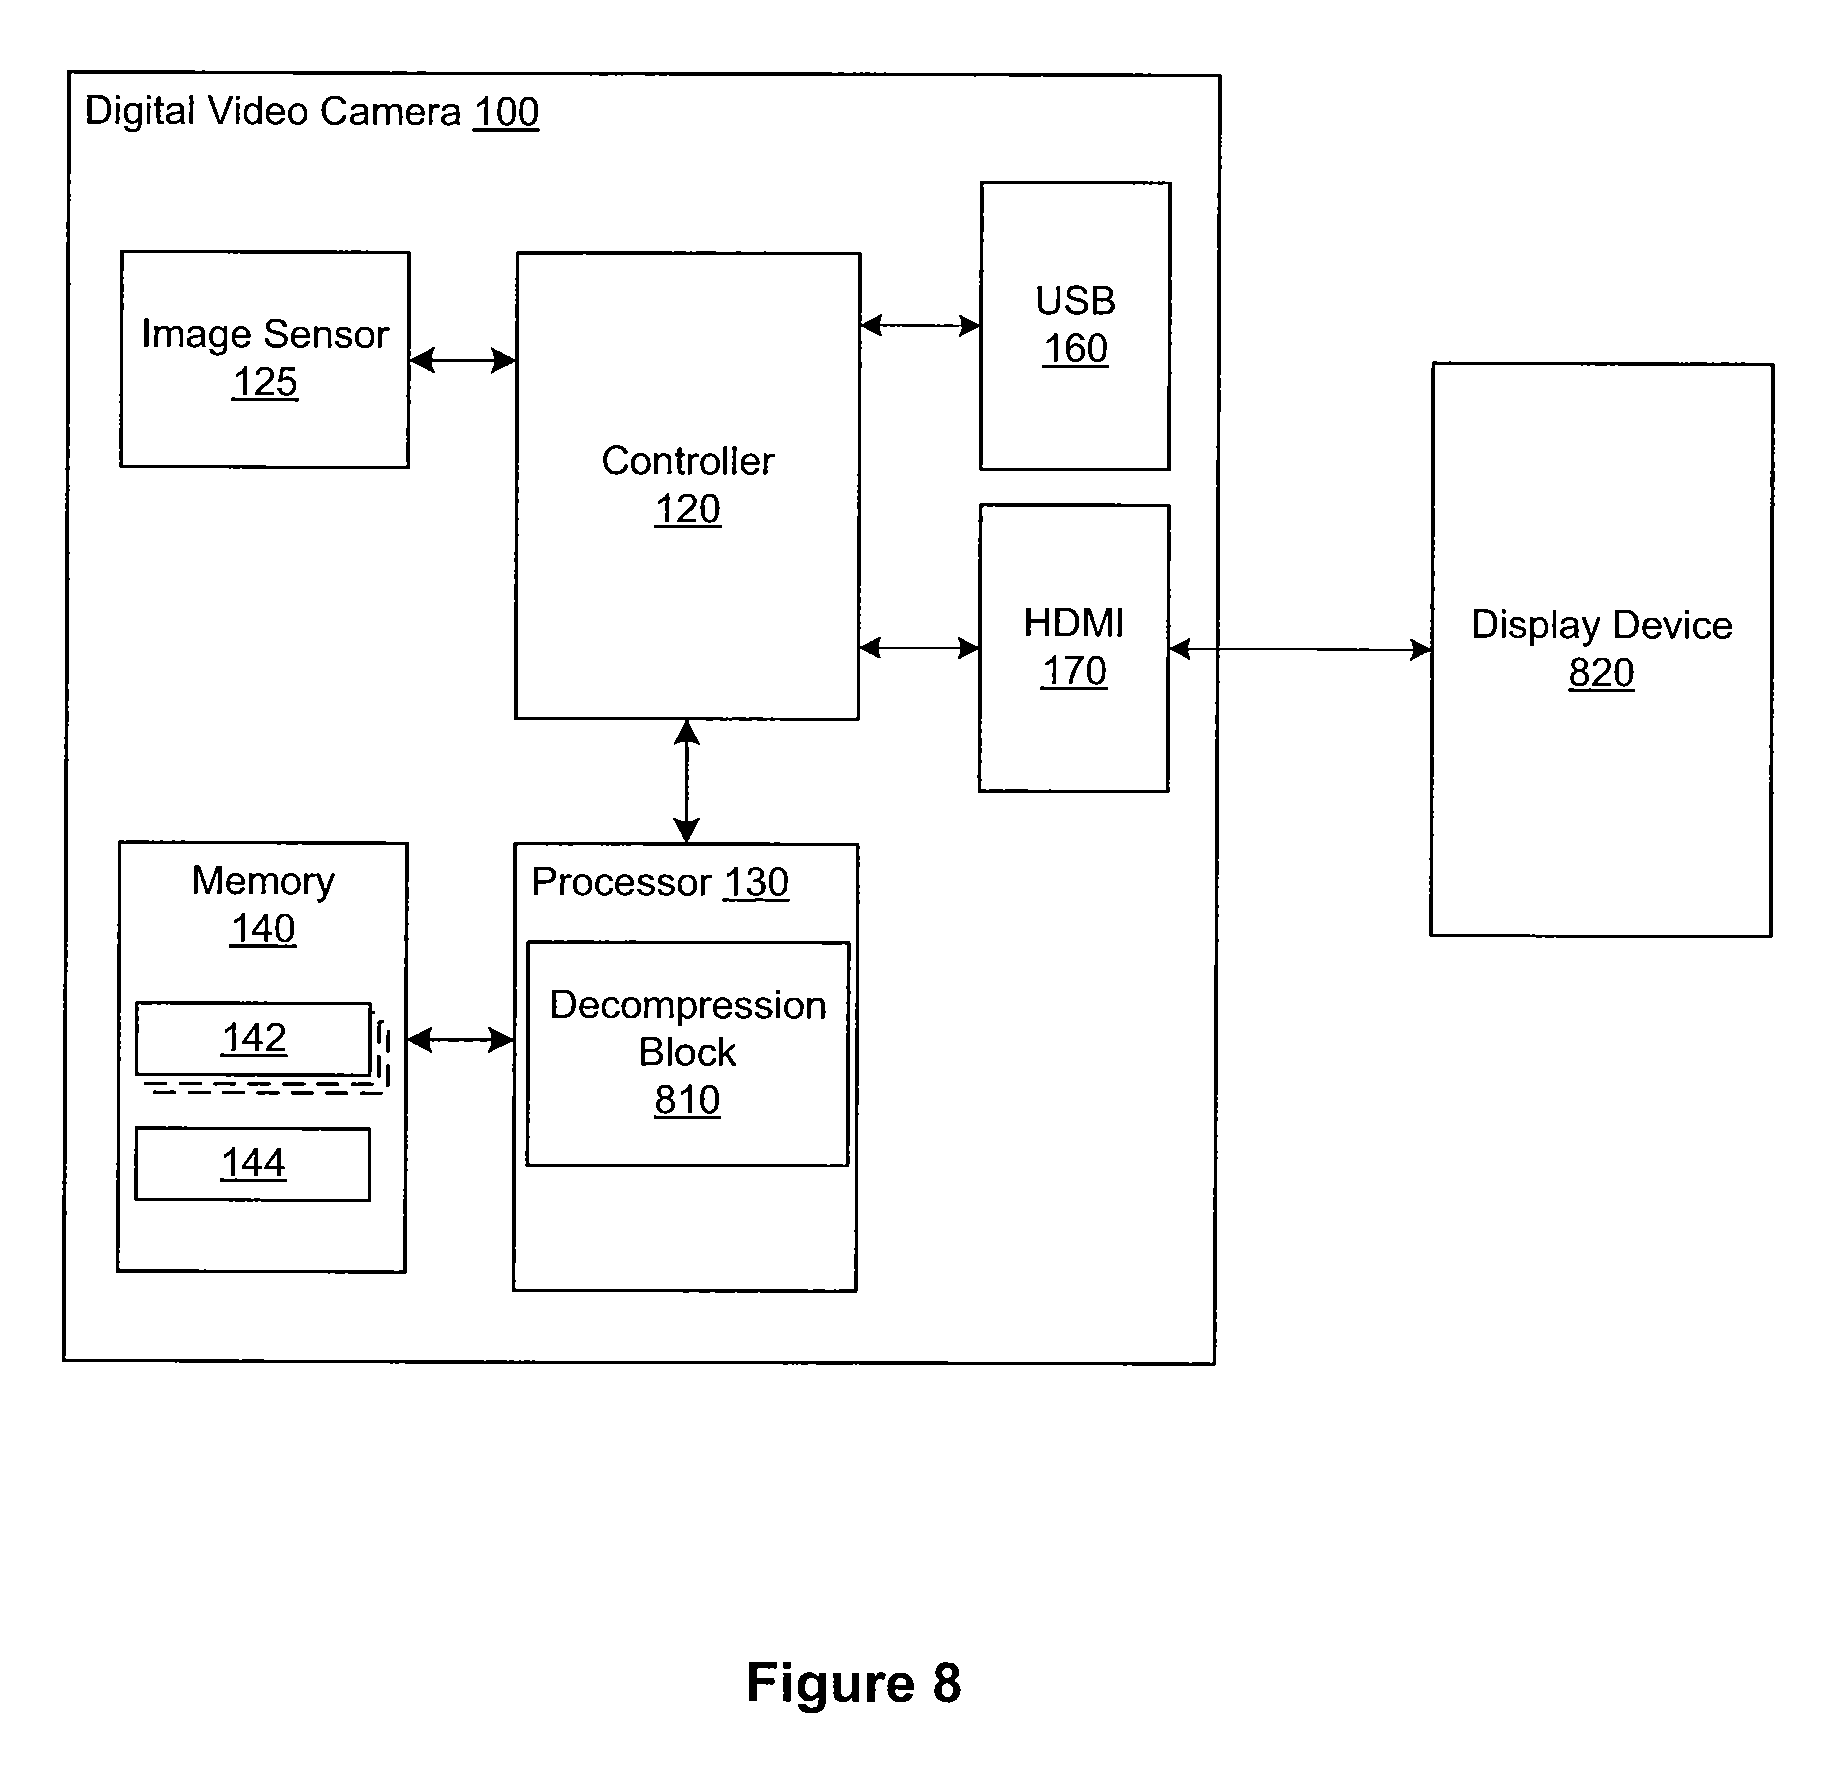 Digital Video Camera 100
Image Sensor
125
Controller
120
USB
160
HDMI
170
Display Device
820
Memory
140
142
144
Processor 130
Decompression
Block
810
Figure 8